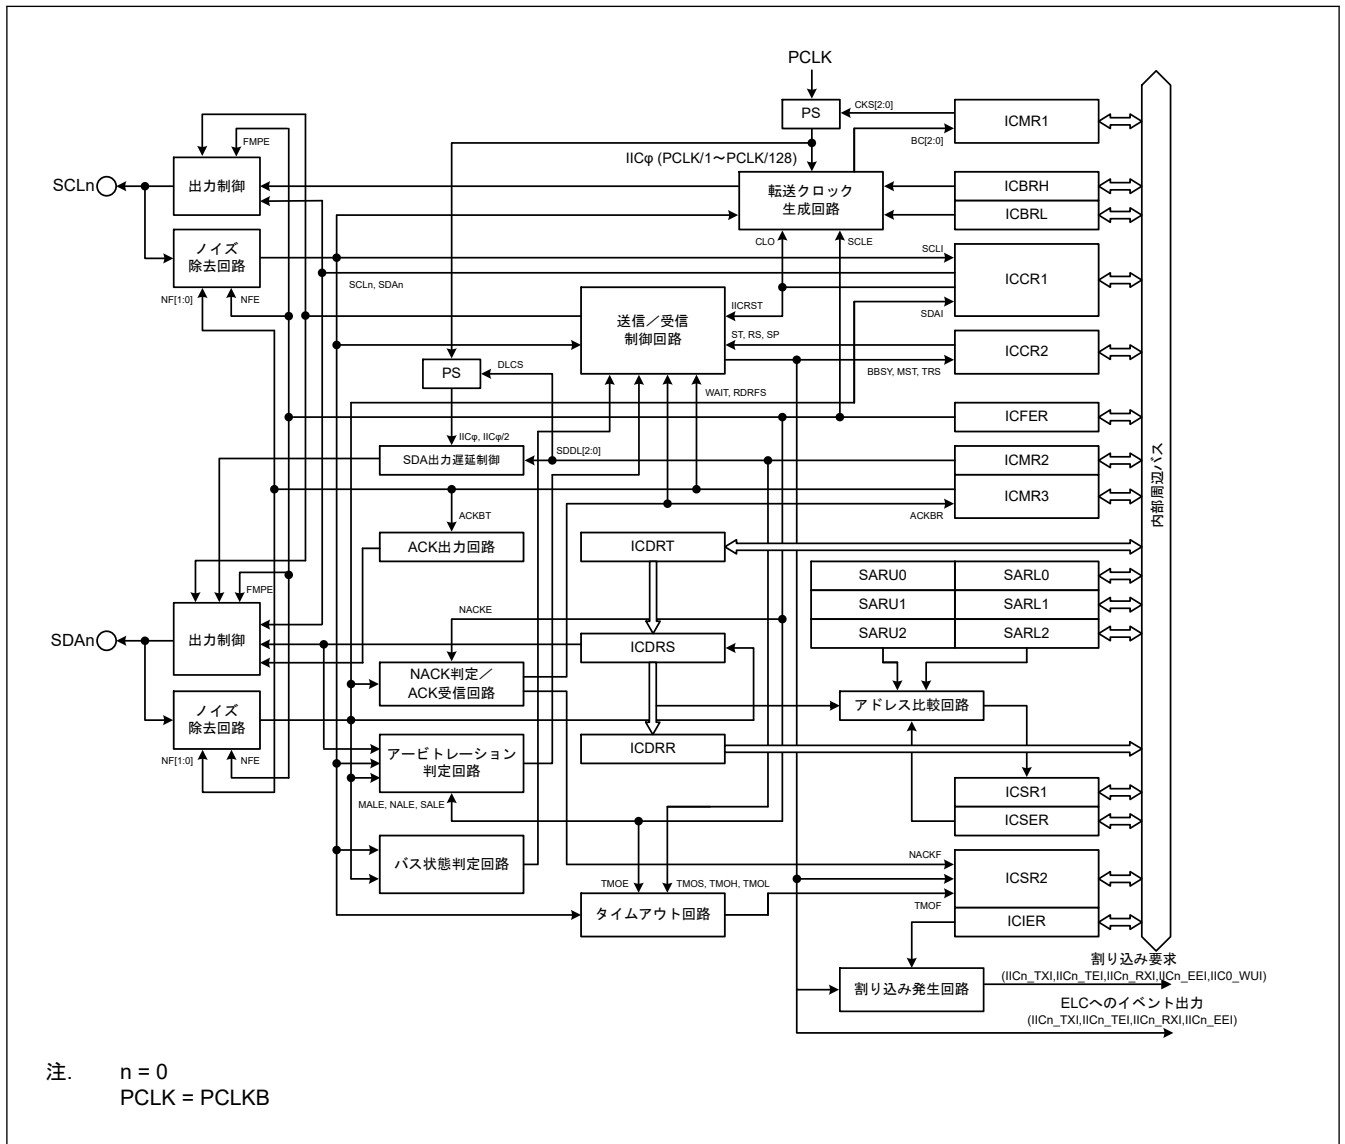 PCLK
PS
CKS[2:0]
ICMR1
BC[2:0]
FMPE
IICφ (PCLK/1～PCLK/128)
SCLn
出力制御
転送クロック
生成回路
ICBRH
ICBRL
ノイズ
除去回路
CLO
SCLE
SCLI
ICCR1
SCLn, SDAn
NF[1:0]
NFE
IICRST
SDAI
送信／受信
制御回路
ST, RS, SP
ICCR2
BBSY, MST, TRS
PS
DLCS
WAIT, RDRFS
ICFER
IICφ, IICφ/2
SDA出力遅延制御
SDDL[2:0]
ICMR2
ICMR3
ACKBT
ACKBR
内部周辺バス
ACK出力回路
ICDRT
SARU0
SARL0
FMPE
SARU1
SARL1
NACKE
SDAn
出力制御
ICDRS
SARU2
SARL2
NACK判定／
ACK受信回路
アドレス比較回路
ノイズ
除去回路
NF[1:0]
NFE
アービトレーション
判定回路
ICDRR
ICSR1
MALE, NALE, SALE
ICSER
バス状態判定回路
NACKF
ICSR2
TMOE
TMOS, TMOH, TMOL
タイムアウト回路
TMOF
ICIER
割り込み要求
(IICn_TXI,IICn_TEI,IICn_RXI,IICn_EEI,IIC0_WUI)
割り込み発生回路
ELCへのイベント出力
(IICn_TXI,IICn_TEI,IICn_RXI,IICn_EEI)
注. n = 0
PCLK = PCLKB